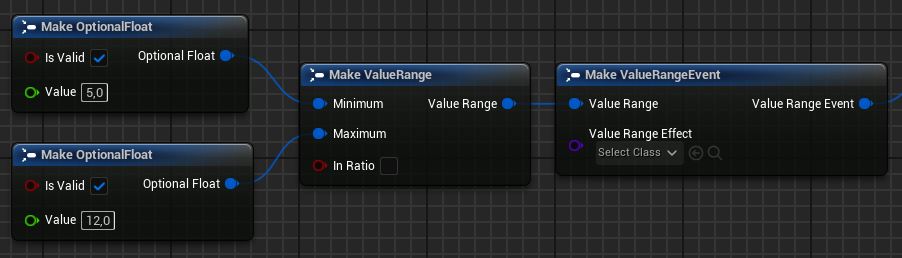 Make OptionalFloat
Is Valid Optional Float
Value 5,0
Make OptionalFloat
Is Valid Optional Float
Value 12,0
Make ValueRange
Minimum Value Range
Maximum
In Ratio
Make ValueRangeEvent
Value Range Value Range Event
Value Range Effect
Select Class